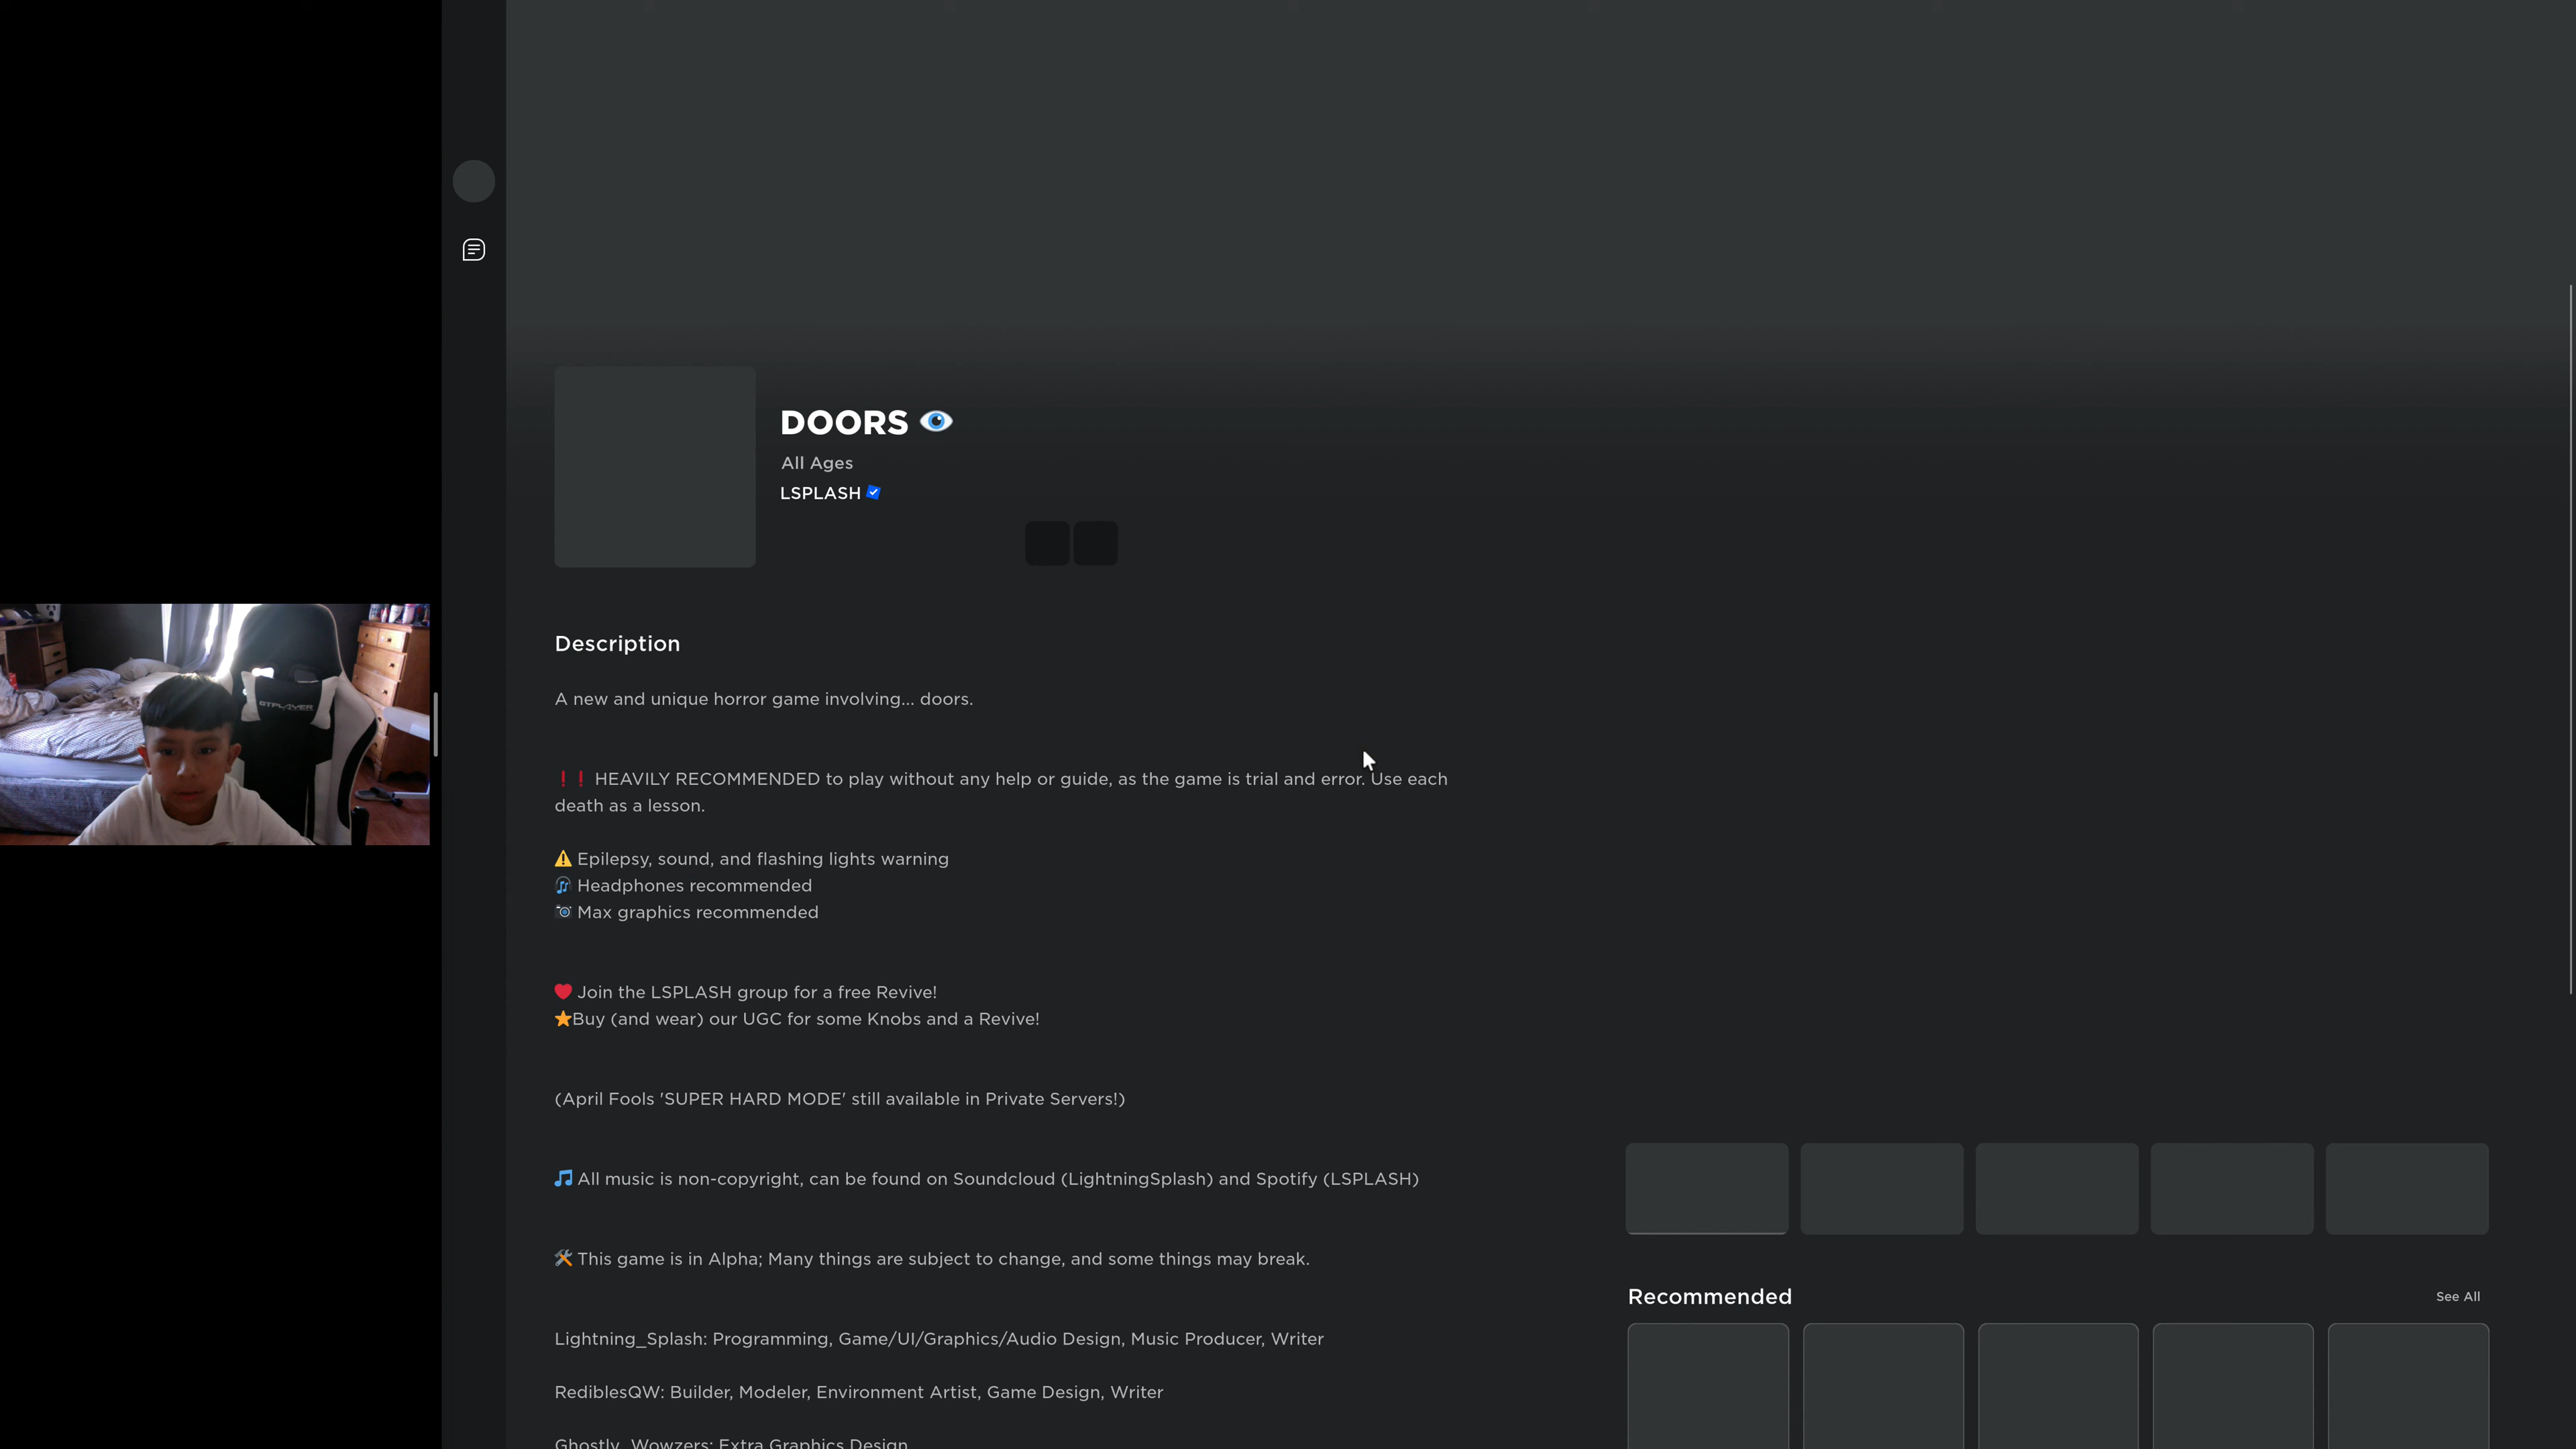 DOORS 👁
All Ages
LSPLASH
Description
A new and unique horror game involving... doors.
❗❗ HEAVILY RECOMMENDED to play without any help or guide, as the game is trial and error. Use each
death as a lesson.
⚠️ Epilepsy, sound, and flashing lights warning
🎧 Headphones recommended
📷 Max graphics recommended
❤️ Join the LSPLASH group for a free Revive!
⭐Buy (and wear) our UGC for some Knobs and a Revive!
(April Fools 'SUPER HARD MODE' still available in Private Servers!)
🎵 All music is non-copyright, can be found on Soundcloud (LightningSplash) and Spotify (LSPLASH)
🛠️ This game is in Alpha; Many things are subject to change, and some things may break.
Lightning_Splash: Programming, Game/UI/Graphics/Audio Design, Music Producer, Writer
RediblesQW: Builder, Modeler, Environment Artist, Game Design, Writer
Ghostly_Wowzers: Extra Graphics Design
Recommended
See All
GTPLAYER